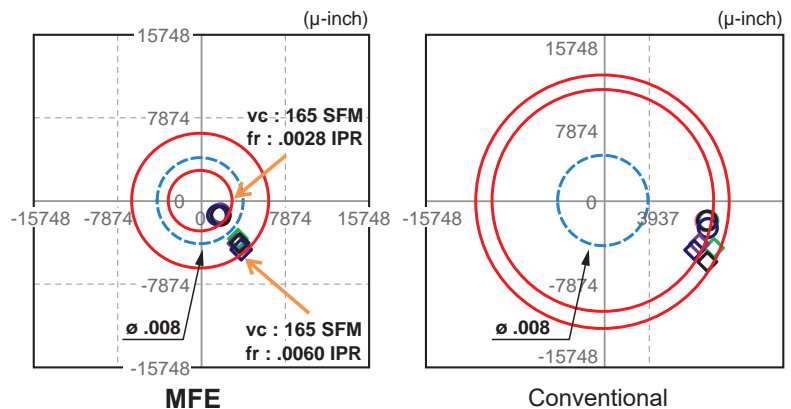 (µ-inch)
15748
vc : 165 SFM
fr : .0028 IPR
7874
-15748
-7874
0
0
7874
15748
-7874
ø .008
vc : 165 SFM
fr : .0060 IPR
-15748
MFE
(µ-inch)
15748
7874
-15748
0
3937
-7874
ø .008
-15748
Conventional